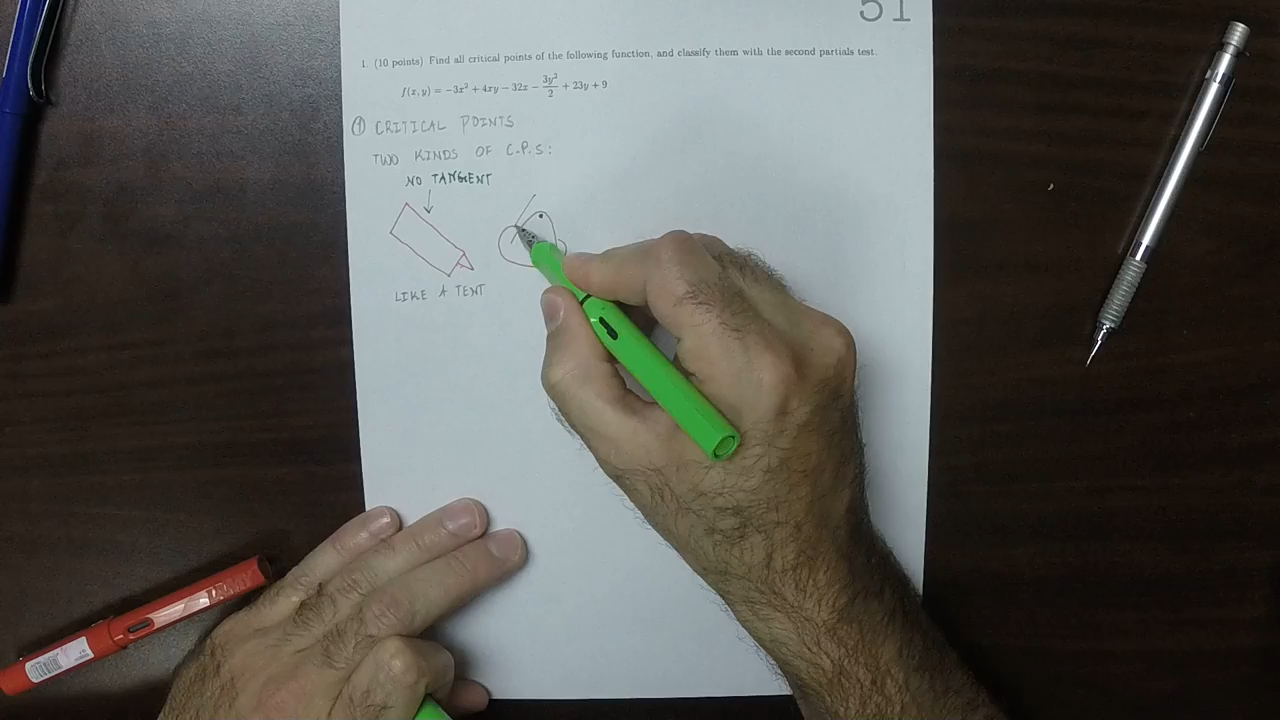 51
1. (10 points) Find all critical points of the following function, and classify them with the second partials test.
f(x, y) = −3x² + 4xy − 32x − 3y²/2 + 23y + 9
① CRITICAL POINTS
TWO KINDS OF C.P.S:
NO TANGENT
LIKE A TENT